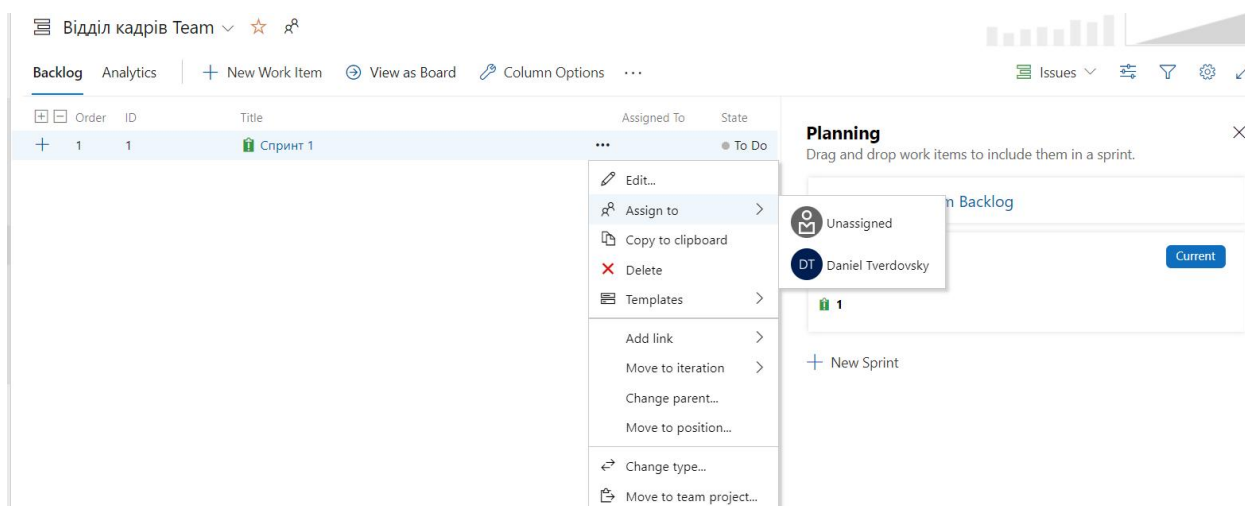 Відділ кадрів Team
Backlog Analytics New Work Item View as Board Column Options ... Issues
Order ID Title Assigned To State
1 1 Спринт 1 ... To Do
Edit...
Assign to
Copy to clipboard
Delete
Templates
Add link
Move to iteration
Change parent...
Move to position...
Change type...
Move to team project...
Unassigned
DT Daniel Tverdovsky
Planning
Drag and drop work items to include them in a sprint.
Backlog
Current
1
New Sprint